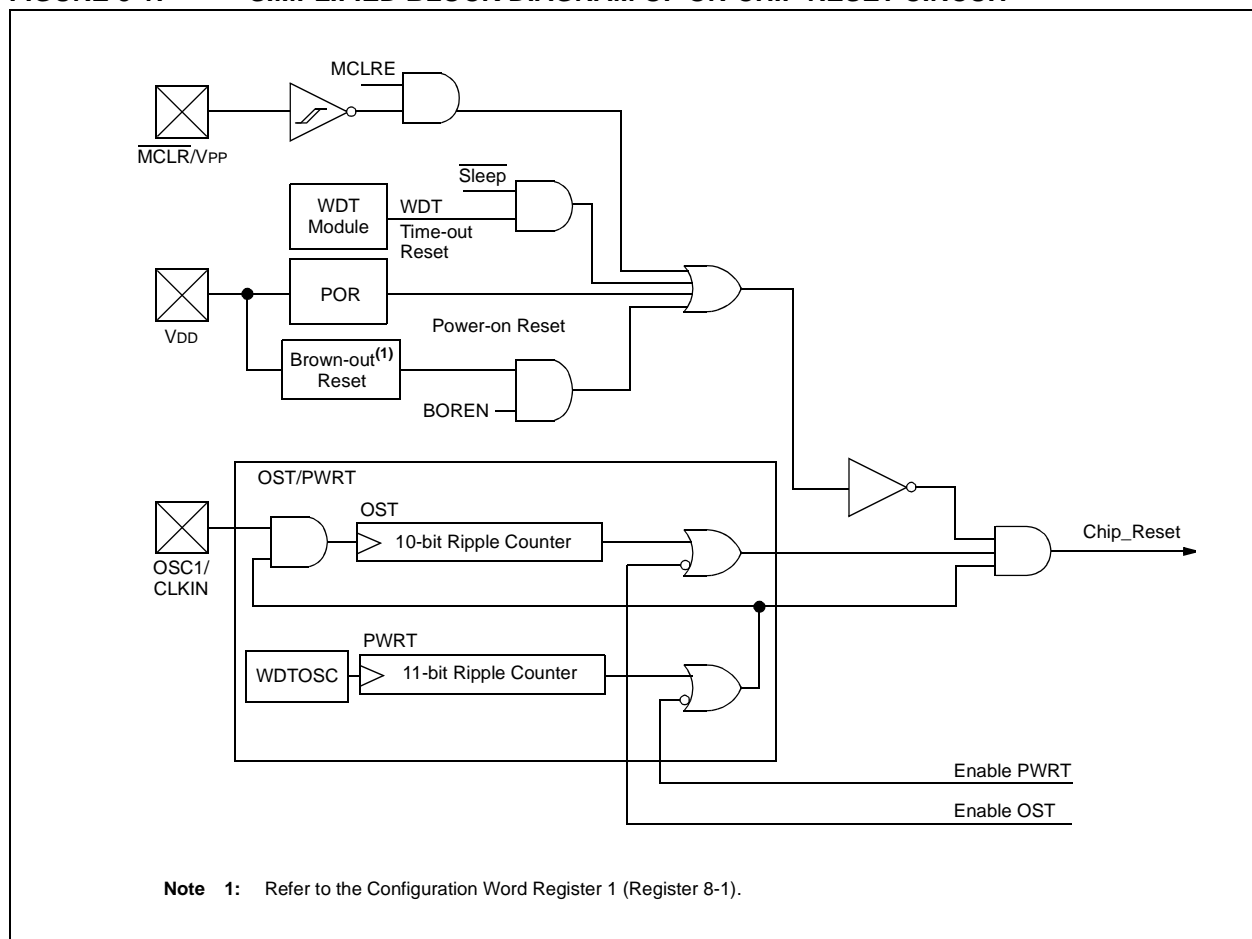 MCLRE
MCLR/VPP
Sleep
WDT
Module
WDT
Time-out
Reset
POR
VDD
Power-on Reset
Brown-out(1)
Reset
BOREN
OST/PWRT
OST
10-bit Ripple Counter
Chip_Reset
OSC1/
CLKIN
PWRT
WDTOSC
11-bit Ripple Counter
Enable PWRT
Enable OST
Note 1: Refer to the Configuration Word Register 1 (Register 8-1).